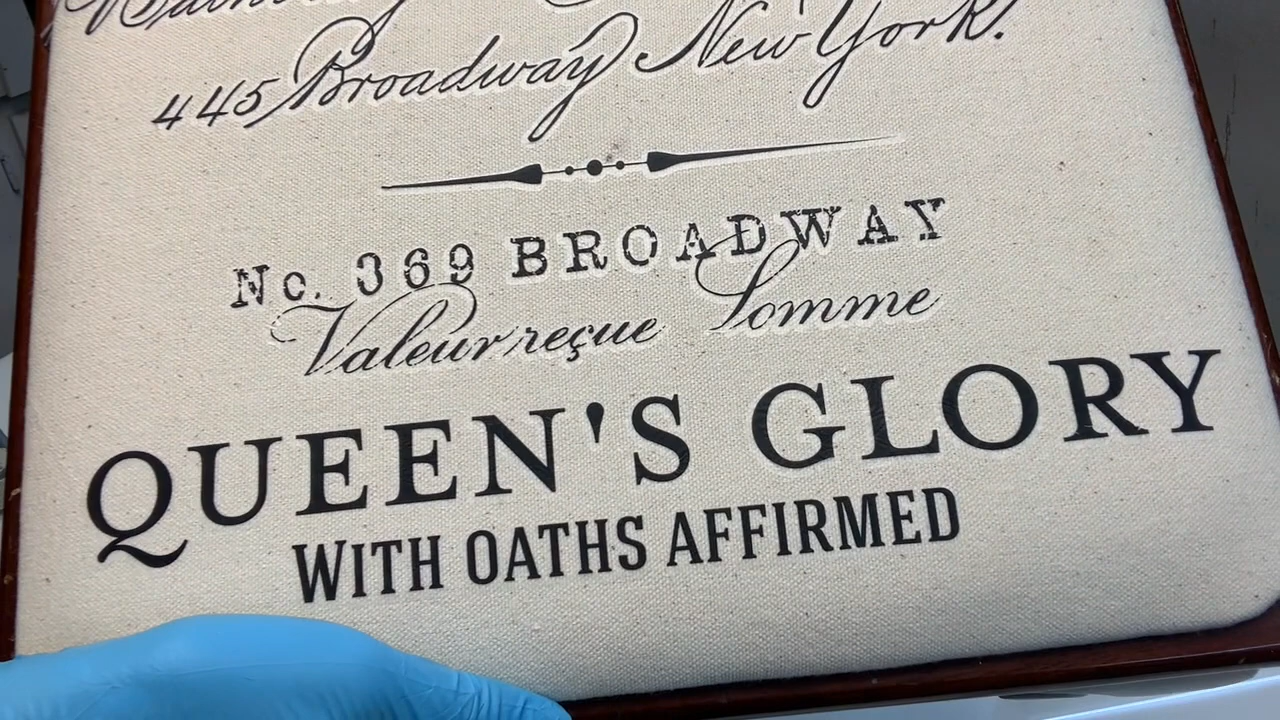 445 Broadway New York.
No. 369 BROADWAY
Valeur reçue Somme
QUEEN'S GLORY
WITH OATHS AFFIRMED